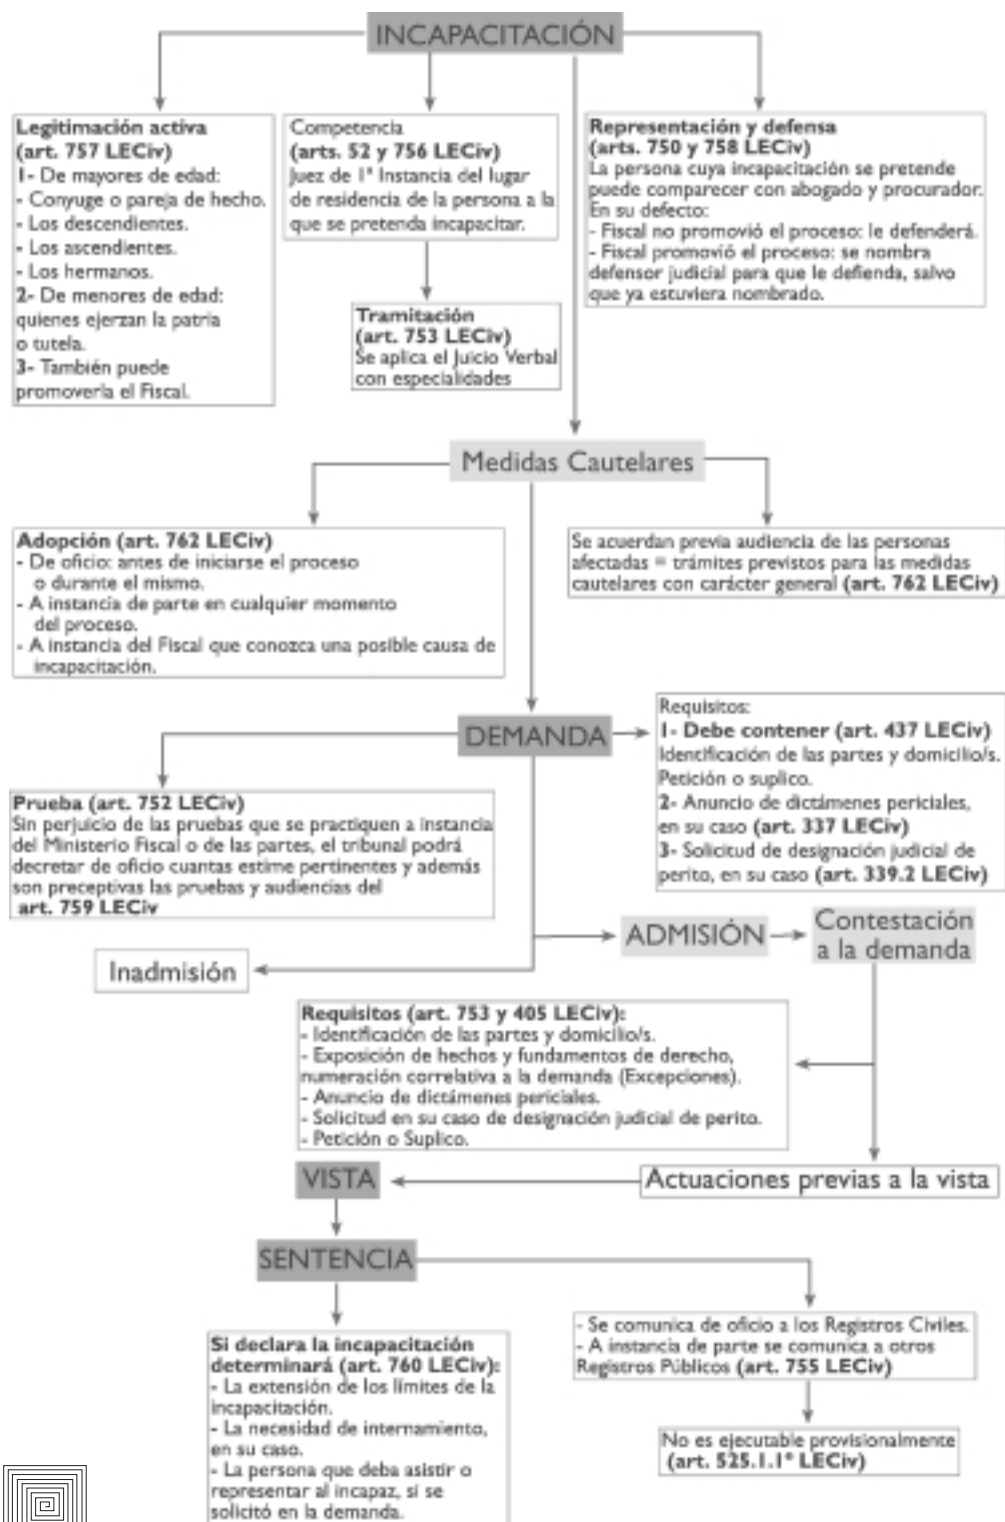 INCAPACITACIÓN
Legitimación activa
(art. 757 LECiv)
1- De mayores de edad:
- Conyuge o pareja de hecho.
- Los descendientes.
- Los ascendientes.
- Los hermanos.
2- De menores de edad:
quienes ejerzan la patria
o tutela.
3- También puede
promoverla el Fiscal.
Competencia
(arts. 52 y 756 LECiv)
Juez de 1ª Instancia del lugar
de residencia de la persona a la
que se pretenda incapacitar.
Tramitación
(art. 753 LECiv)
Se aplica el Juicio Verbal
con especialidades
Representación y defensa
(arts. 750 y 758 LECiv)
La persona cuya incapacitación se pretende
puede comparecer con abogado y procurador.
En su defecto:
- Fiscal no promovió el proceso: le defenderá.
- Fiscal promovió el proceso: se nombra
defensor judicial para que le defienda, salvo
que ya estuviera nombrado.
Medidas Cautelares
Adopción (art. 762 LECiv)
- De oficio: antes de iniciarse el proceso
o durante el mismo.
- A instancia de parte en cualquier momento
del proceso.
- A instancia del Fiscal que conozca una posible causa de
incapacitación.
Se acuerdan previa audiencia de las personas
afectadas = trámites previstos para las medidas
cautelares con carácter general (art. 762 LECiv)
DEMANDA
Requisitos:
1- Debe contener (art. 437 LECiv)
Identificación de las partes y domicilio/s.
Petición o suplico.
2- Anuncio de dictámenes periciales,
en su caso (art. 337 LECiv)
3- Solicitud de designación judicial de
perito, en su caso (art. 339.2 LECiv)
Prueba (art. 752 LECiv)
Sin perjuicio de las pruebas que se practiquen a instancia
del Ministerio Fiscal o de las partes, el tribunal podrá
decretar de oficio cuantas estime pertinentes y además
son preceptivas las pruebas y audiencias del
art. 759 LECiv
ADMISIÓN
Contestación
a la demanda
Inadmisión
Requisitos (art. 753 y 405 LECiv):
- Identificación de las partes y domicilio/s.
- Exposición de hechos y fundamentos de derecho,
numeración correlativa a la demanda (Excepciones).
- Anuncio de dictámenes periciales.
- Solicitud en su caso de designación judicial de perito.
- Petición o Suplico.
VISTA
Actuaciones previas a la vista
SENTENCIA
Si declara la incapacitación
determinará (art. 760 LECiv):
- La extensión de los límites de la
incapacitación.
- La necesidad de internamiento,
en su caso.
- La persona que deba asistir o
representar al incapaz, si se
solicitó en la demanda.
- Se comunica de oficio a los Registros Civiles.
- A instancia de parte se comunica a otros
Registros Públicos (art. 755 LECiv)
No es ejecutable provisionalmente
(art. 525.1.1º LECiv)